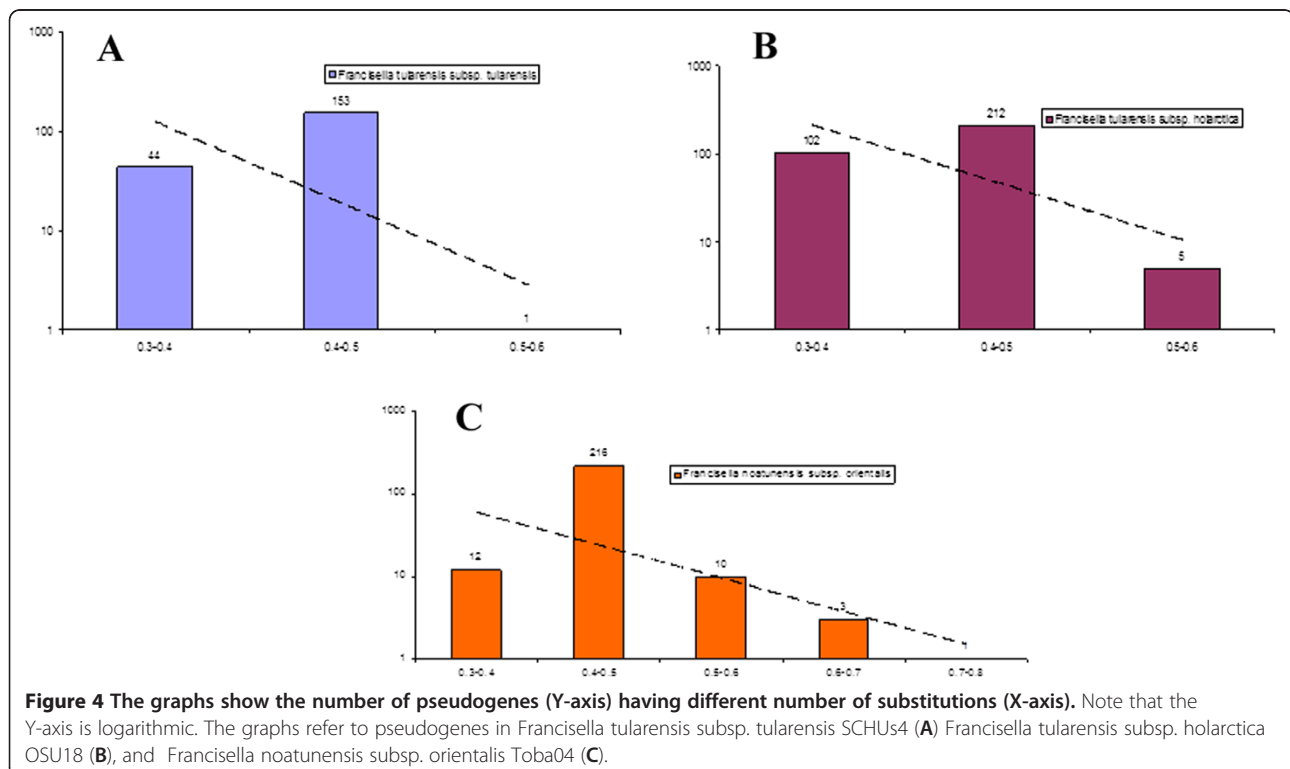 A
1000
Francisella tularensis subsp. tularensis
153
100
44
10
1
1
0.3-0.4 0.4-0.5 0.5-0.6
B
1000
212
Francisella tularensis subsp. holarctica
102
100
10
5
1
0.3-0.4 0.4-0.5 0.5-0.6
C
1000
216
Francisella noatunensis subsp. orientalis
100
12
10
10
3
1
1
0.3-0.4 0.4-0.5 0.5-0.6 0.6-0.7 0.7-0.8
Figure 4 The graphs show the number of pseudogenes (Y-axis) having different number of substitutions (X-axis). Note that the
Y-axis is logarithmic. The graphs refer to pseudogenes in Francisella tularensis subsp. tularensis SCHUs4 (A) Francisella tularensis subsp. holarctica
OSU18 (B), and Francisella noatunensis subsp. orientalis Toba04 (C).